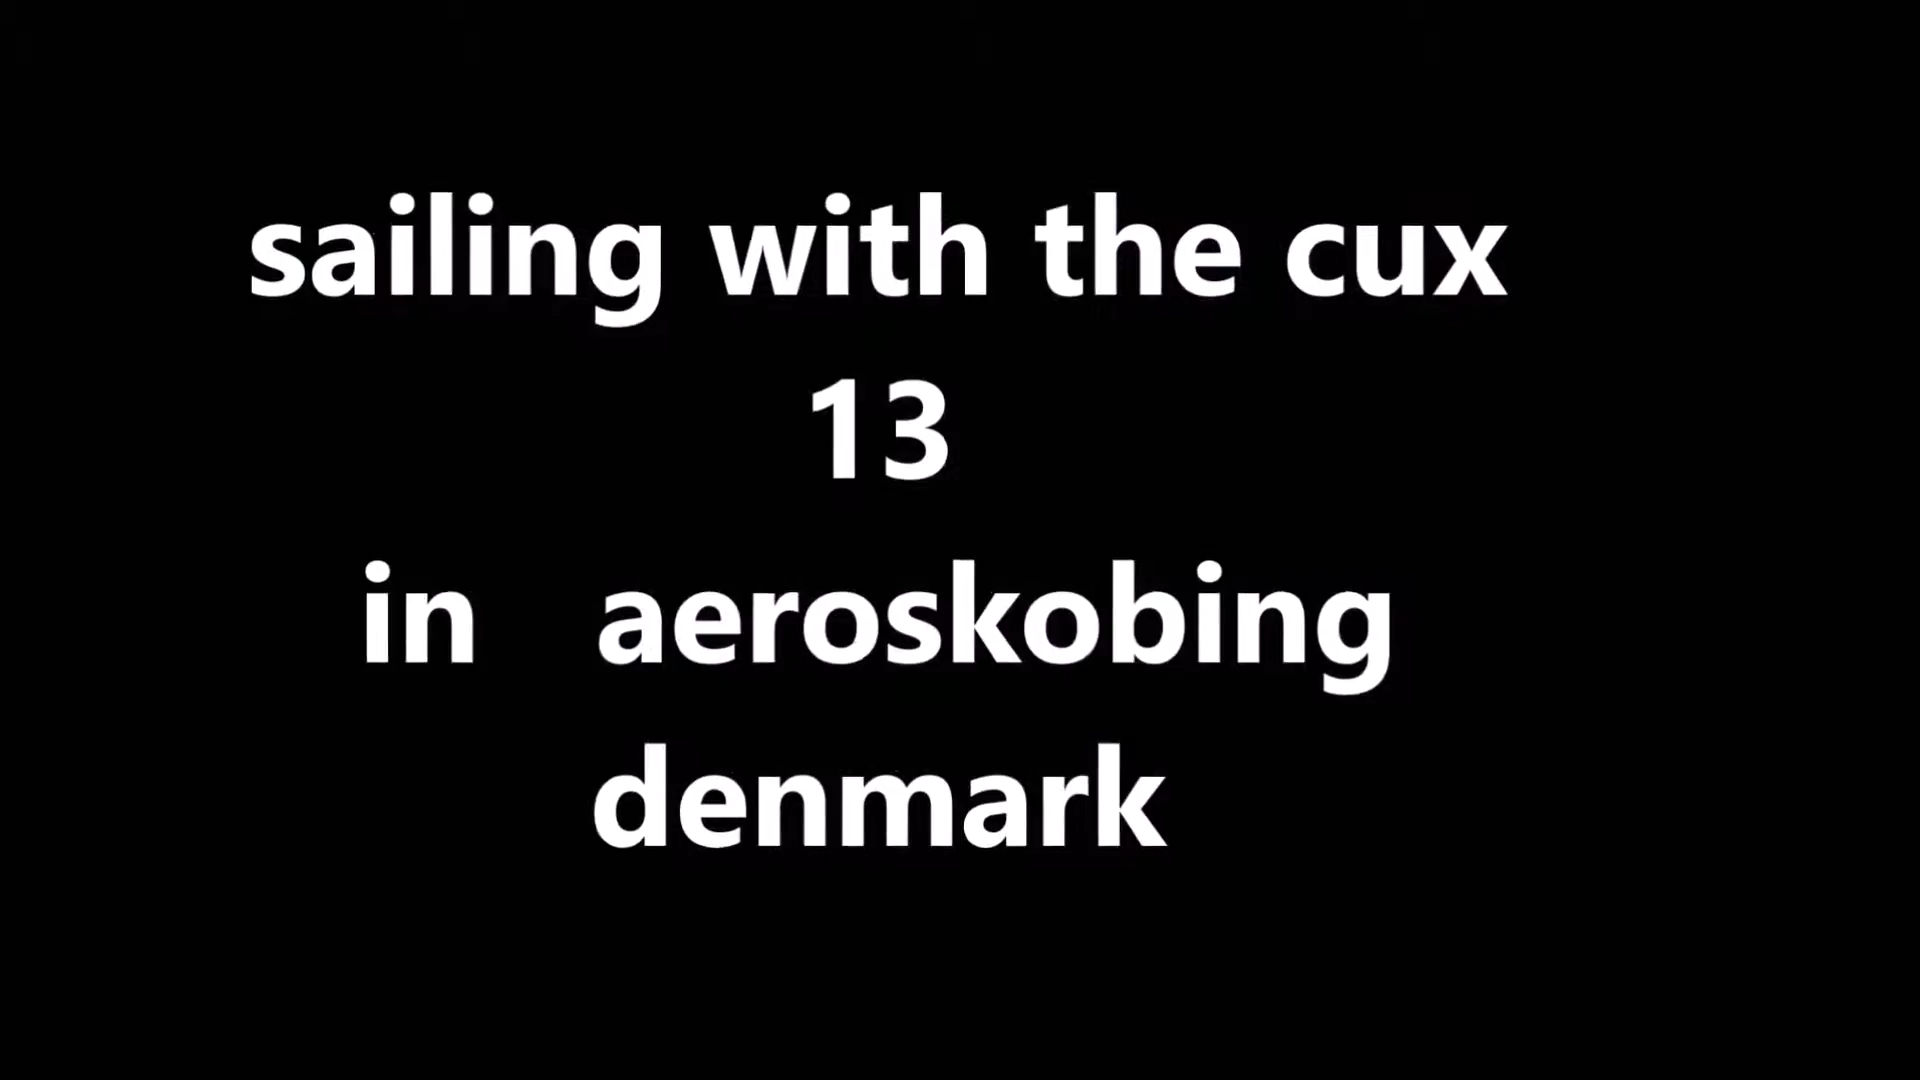 sailing with the cux
13
in aeroskobing
denmark